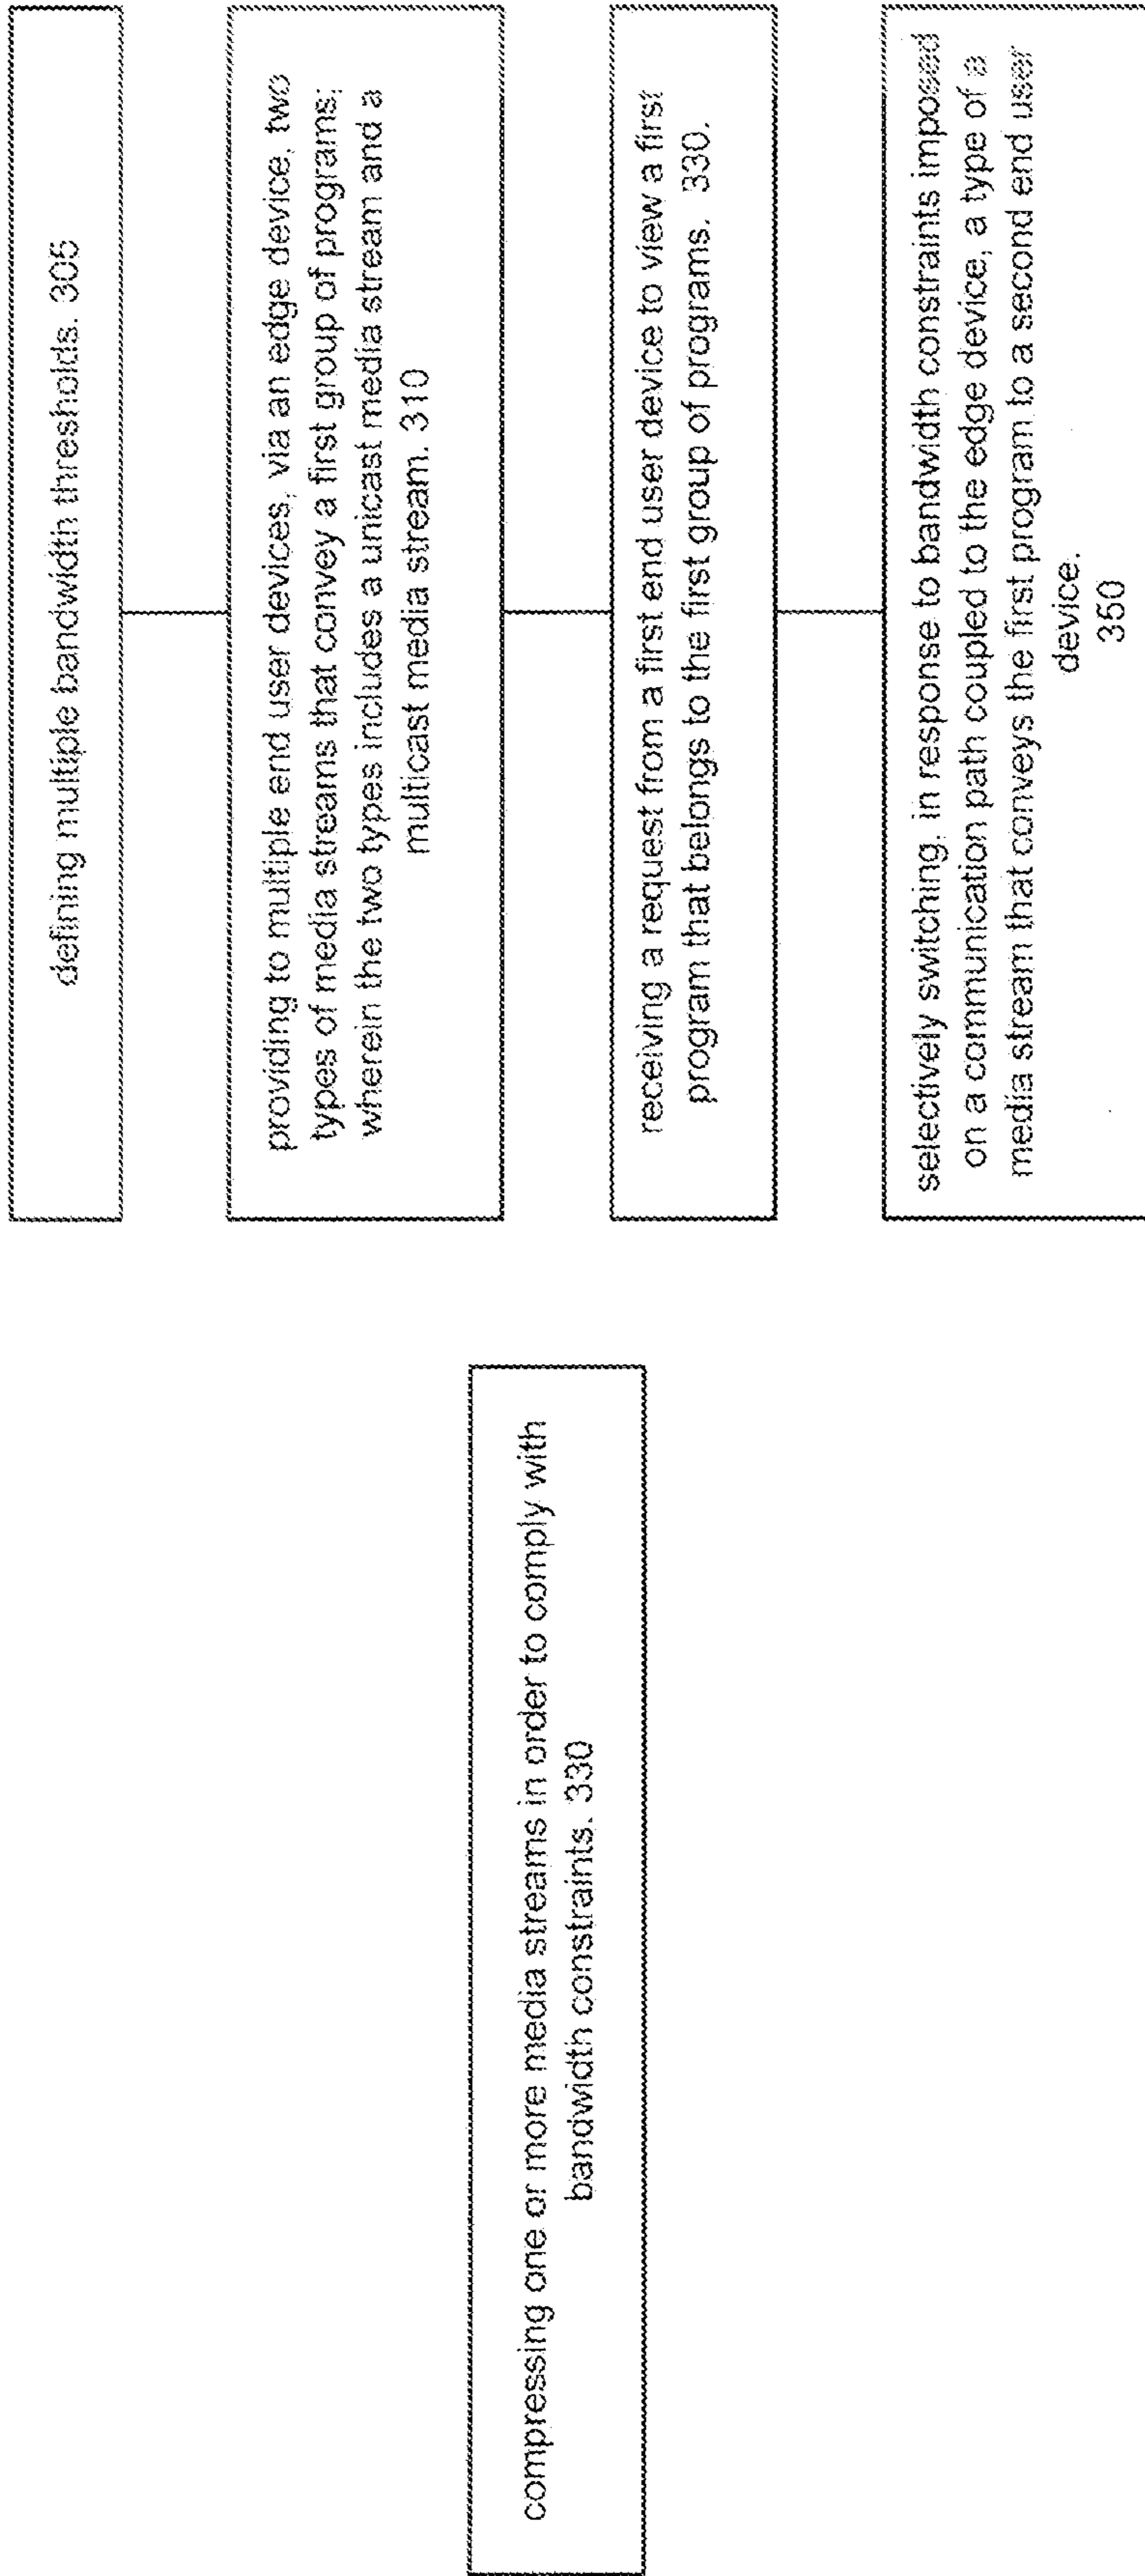 defining multiple bandwidth thresholds. 305
providing to multiple end user devices, via an edge device, two
types of media streams that convey a first group of programs;
wherein the two types includes a unicast media stream and a
multicast media stream. 310
receiving a request from a first end user device to view a first
program that belongs to the first group of programs. 330.
selectively switching, in response to bandwidth constraints imposed
on a communication path coupled to the edge device, a type of a
media stream that conveys the first program to a second end user
device.
350
compressing one or more media streams in order to comply with
bandwidth constraints. 330